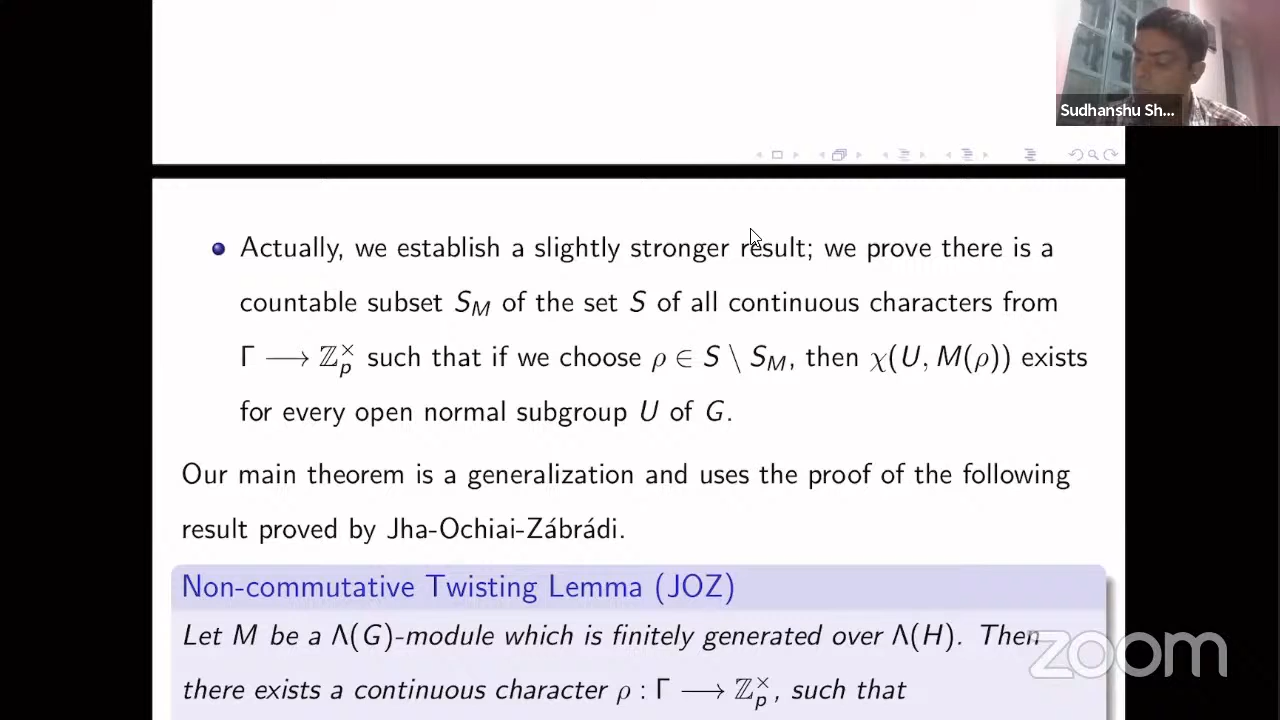 Sudhanshu Sh...
Actually, we establish a slightly stronger result; we prove there is a
countable subset S_M of the set S of all continuous characters from
Γ ⟶ ℤ_p^× such that if we choose ρ ∈ S \ S_M, then χ(U, M(ρ)) exists
for every open normal subgroup U of G.
Our main theorem is a generalization and uses the proof of the following
result proved by Jha-Ochiai-Zábrádi.
Non-commutative Twisting Lemma (JOZ)
Let M be a Λ(G)-module which is finitely generated over Λ(H). Then
there exists a continuous character ρ : Γ ⟶ ℤ_p^×, such that
zoom